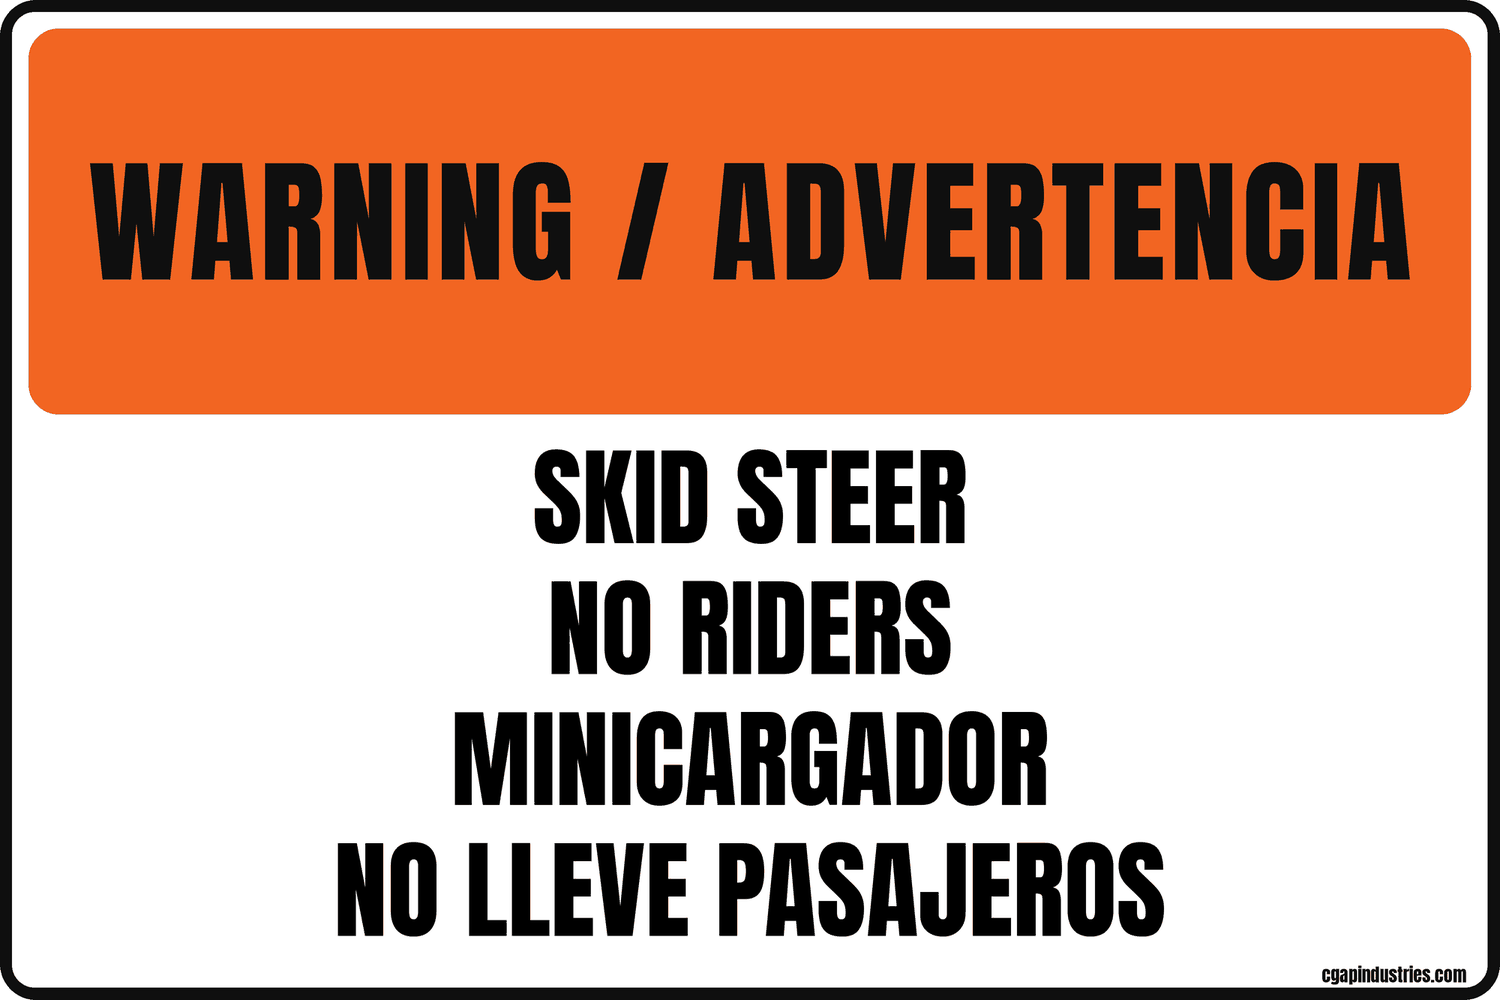 WARNING / ADVERTENCIA
SKID STEER
NO RIDERS
MINICARGADOR
NO LLEVE PASAJEROS
cgapindustries.com